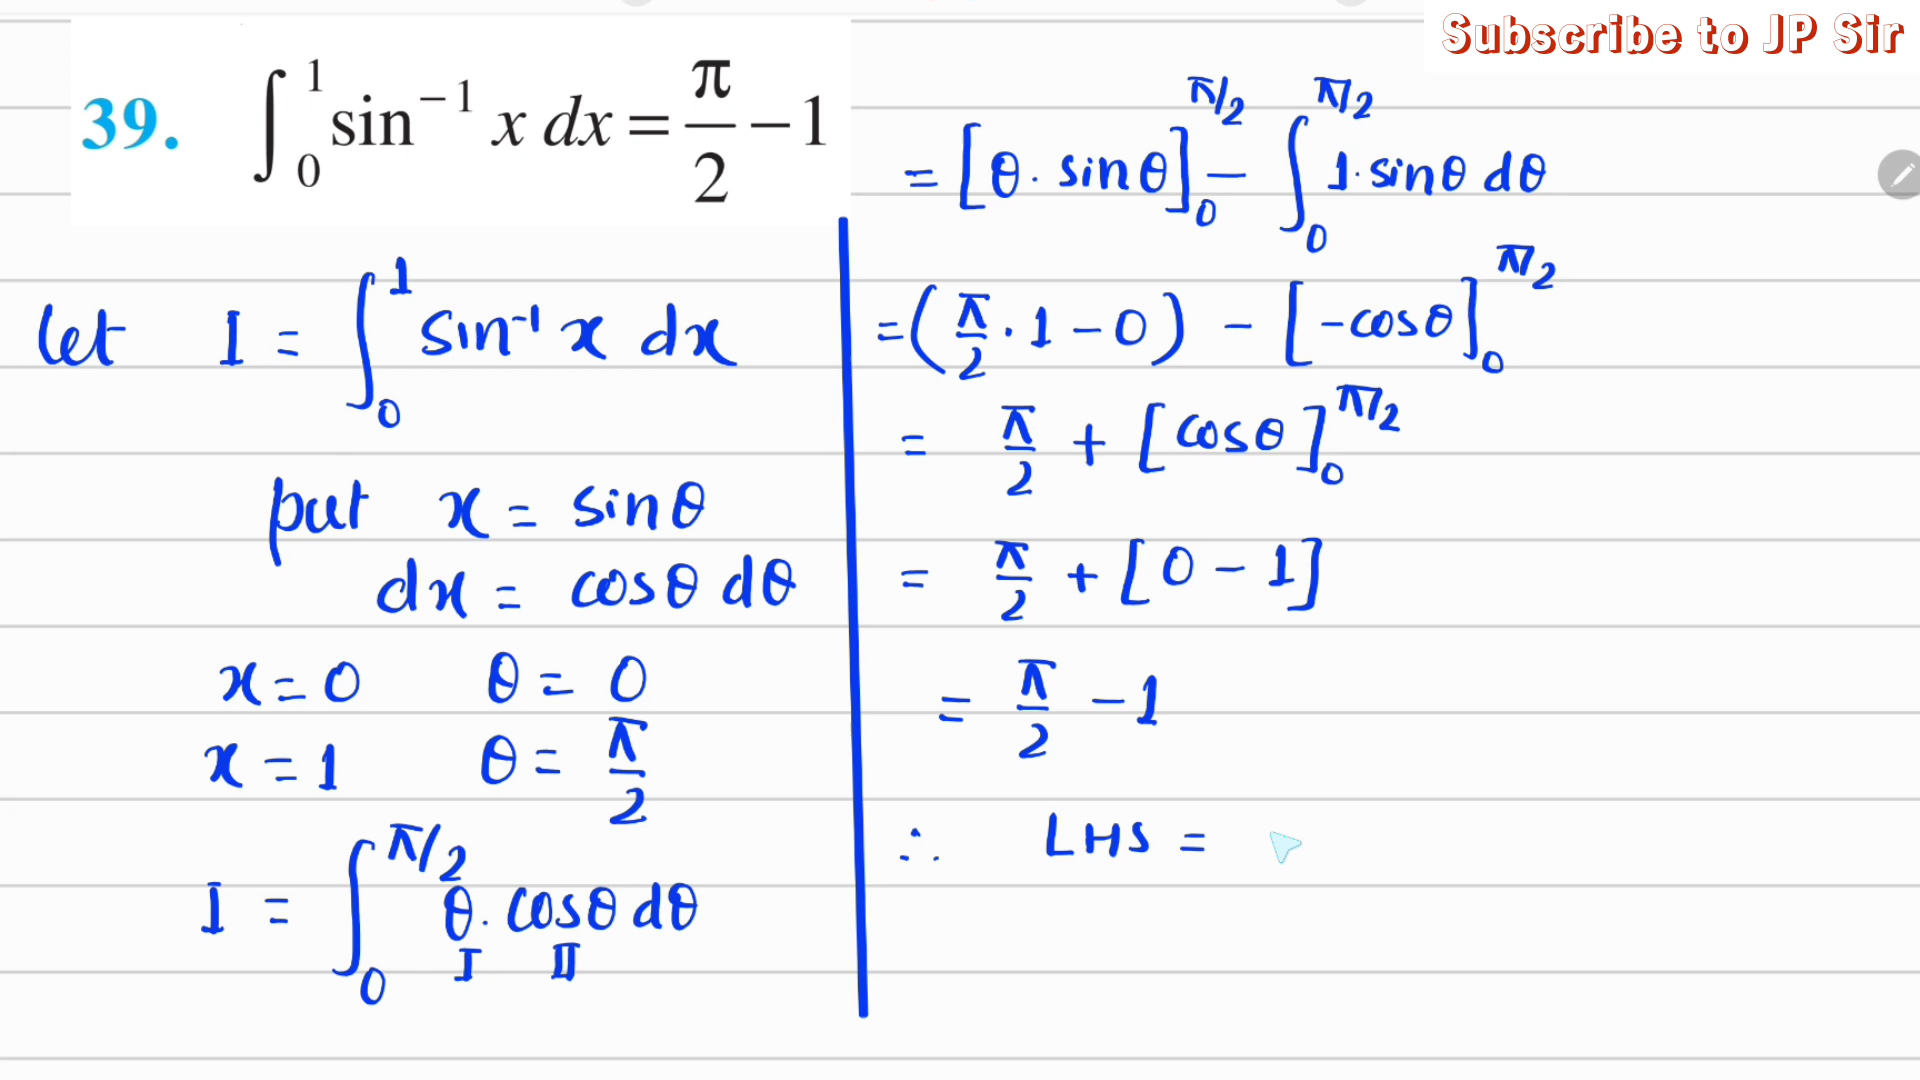 Subscribe to JP Sir
39. ∫₀¹ sin⁻¹ x dx = π/2 − 1
let I = ∫₀¹ sin⁻¹ x dx
put x = sinθ
dx = cosθ dθ
x = 0 θ = 0
x = 1 θ = π/2
I = ∫₀^(π/2) θ · cosθ dθ
I II
= [θ · sinθ]₀^(π/2) − ∫₀^(π/2) 1 · sinθ dθ
= (π/2 · 1 − 0) − [−cosθ]₀^(π/2)
= π/2 + [cosθ]₀^(π/2)
= π/2 + [0 − 1]
= π/2 − 1
∴ LHS =